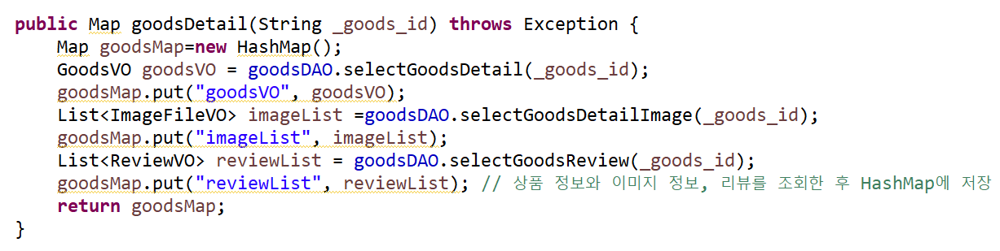 public Map goodsDetail(String _goods_id) throws Exception {
    Map goodsMap=new HashMap();
    GoodsVO goodsVO = goodsDAO.selectGoodsDetail(_goods_id);
    goodsMap.put("goodsVO", goodsVO);
    List<ImageFileVO> imageList =goodsDAO.selectGoodsDetailImage(_goods_id);
    goodsMap.put("imageList", imageList);
    List<ReviewVO> reviewList = goodsDAO.selectGoodsReview(_goods_id);
    goodsMap.put("reviewList", reviewList); // 상품 정보와 이미지 정보, 리뷰를 조회한 후 HashMap에 저장
    return goodsMap;
}